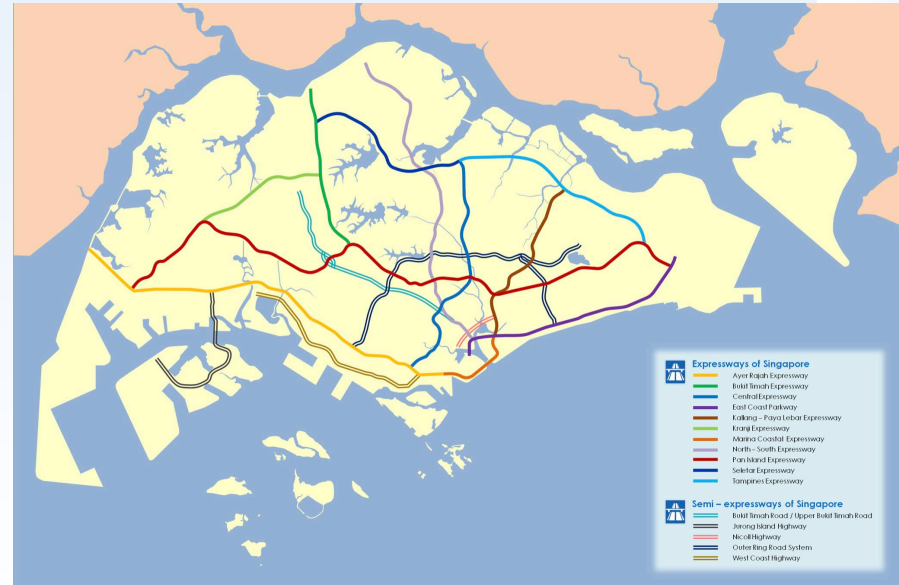 Expressways of Singapore
Ayer Rajah Expressway
Bukit Timah Expressway
Central Expressway
East Coast Parkway
Kallang – Paya Lebar Expressway
Kranji Expressway
Marina Coastal Expressway
North – South Expressway
Pan Island Expressway
Seletar Expressway
Tampines Expressway
Semi – expressways of Singapore
Bukit Timah Road / Upper Bukit Timah Road
Jurong Island Highway
Nicoll Highway
Outer Ring Road System
West Coast Highway